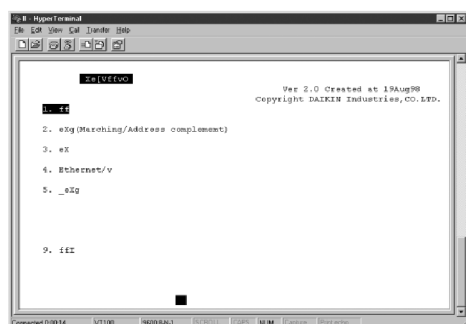 B - HyperTerminal
File Edit View Call Transfer Help
Xe[VffvO
Ver 2.0 Created at 19Aug98
Copyright DAIKIN Industries,CO.LTD.
1. ff
2. eXg(Marching/Address complement)
3. eX
4. Ethernet/v
5. _eXg
9. ifX
Connected 0:00:14 VT100 9600 8-N-1 SCROLL CAPS NUM Capture Print echo